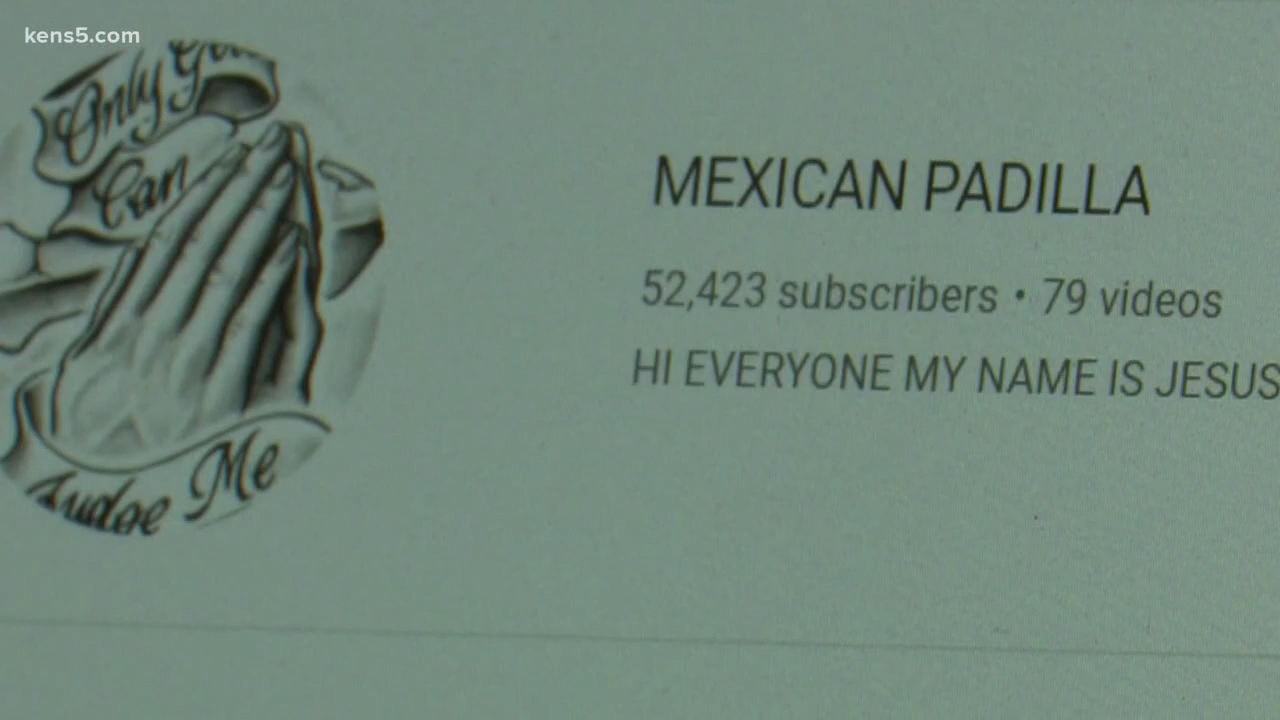 kens5.com
Only God
Can
Judge Me
MEXICAN PADILLA
52,423 subscribers • 79 videos
HI EVERYONE MY NAME IS JESUS